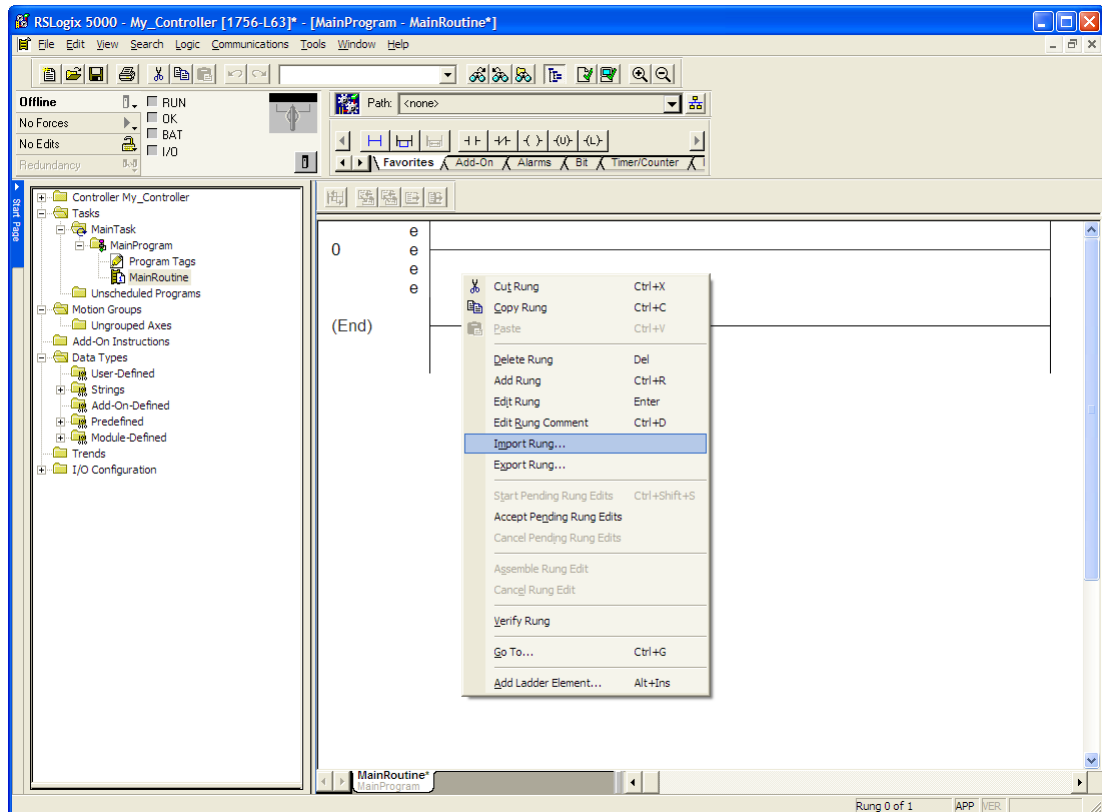 RSLogix 5000 - My_Controller [1756-L63]* - [MainProgram - MainRoutine*]
File Edit View Search Logic Communications Tools Window Help
Offline
RUN
No Forces
OK
No Edits
BAT
I/O
Redundancy
Path: <none>
Favorites Add-On Alarms Bit Timer/Counter
Start Page
Controller My_Controller
Tasks
MainTask
MainProgram
Program Tags
MainRoutine
Unscheduled Programs
Motion Groups
Ungrouped Axes
Add-On Instructions
Data Types
User-Defined
Strings
Add-On-Defined
Predefined
Module-Defined
Trends
I/O Configuration
e
0 e
e
e
(End)
Cut Rung Ctrl+X
Copy Rung Ctrl+C
Paste Ctrl+V
Delete Rung Del
Add Rung Ctrl+R
Edit Rung Enter
Edit Rung Comment Ctrl+D
Import Rung...
Export Rung...
Start Pending Rung Edits Ctrl+Shift+S
Accept Pending Rung Edits
Cancel Pending Rung Edits
Assemble Rung Edit
Cancel Rung Edit
Verify Rung
Go To... Ctrl+G
Add Ladder Element... Alt+Ins
MainRoutine*
MainProgram
Rung 0 of 1 APP VER